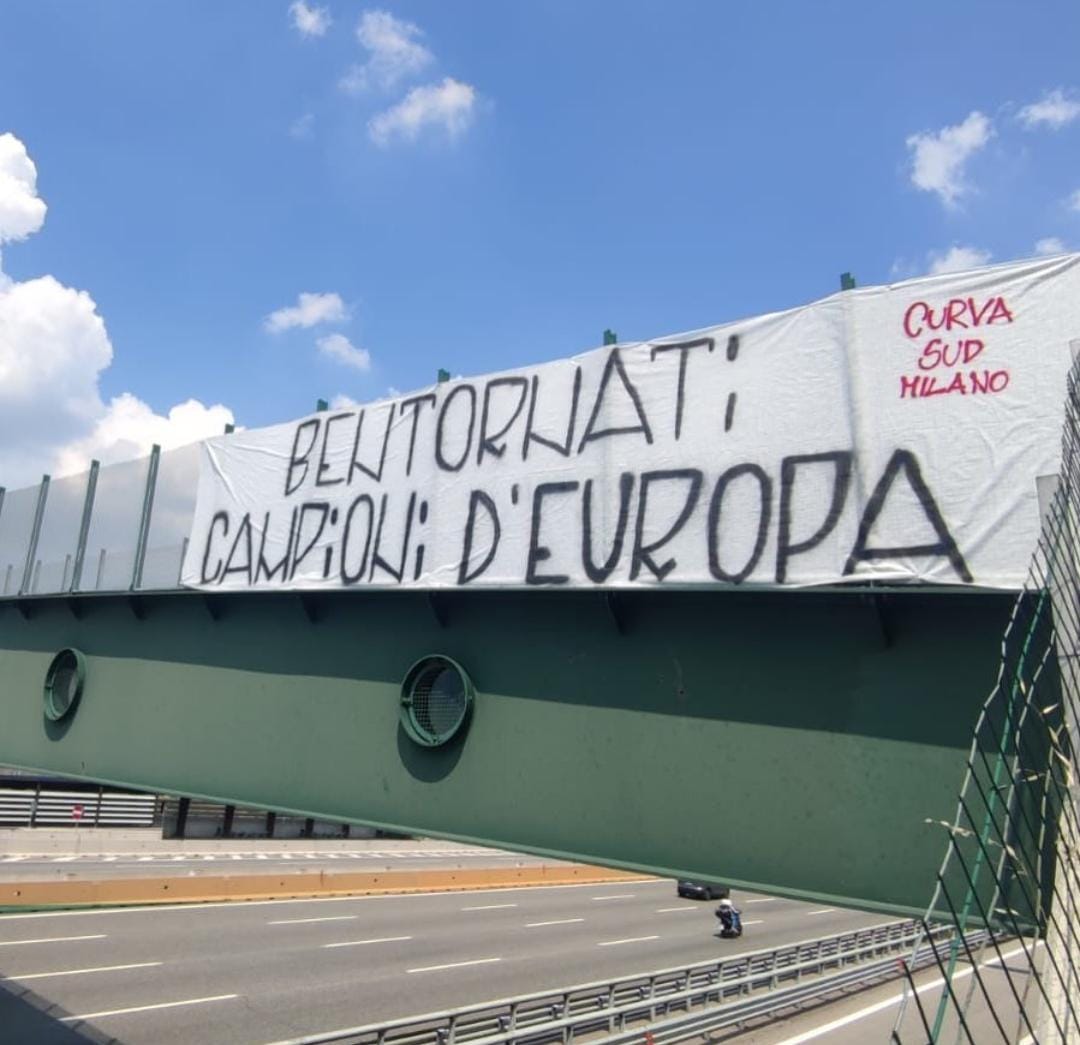 BENTORNATi
CAMPiONi D'EUROPA
CURVA
SUD
MILANO